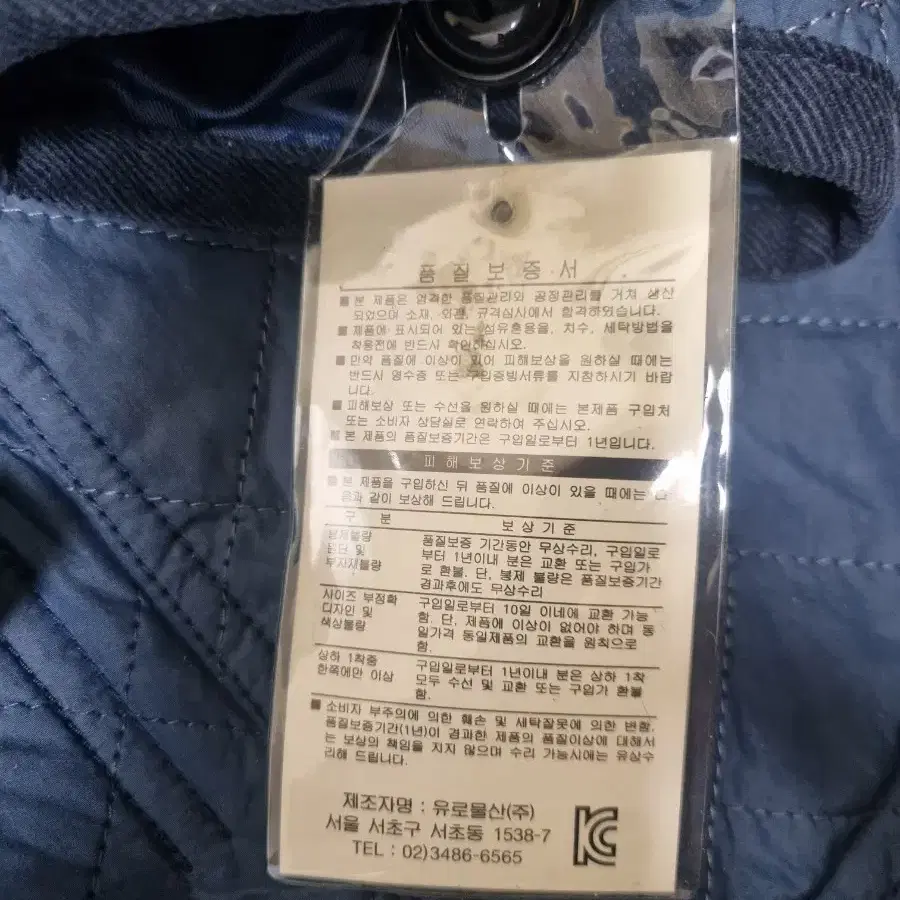 품질보증서
■ 본 제품은 엄격한 품질관리와 공정관리를 거쳐 생산
되었으며 소재, 외관, 규격심사에서 합격하였습니다.
■ 제품에 표시되어 있는 섬유혼용율, 치수, 세탁방법을
착용전에 반드시 확인하십시오.
■ 만약 품질에 이상이 있어 피해보상을 원하실 때에는
반드시 영수증 또는 구입증빙서류를 지참하시기 바랍
니다.
■ 피해보상 또는 수선을 원하실 때에는 본제품 구입처
또는 소비자 상담실로 연락하여 주십시오.
■ 본 제품의 품질보증기간은 구입일로부터 1년입니다.
피해보상기준
■ 본 제품을 구입하신 뒤 품질에 이상이 있을 때에는 다
음과 같이 보상해 드립니다.
구 분 보상기준
봉제불량
원단 및
부자재불량
품질보증 기간동안 무상수리, 구입일로
부터 1년이내 분은 교환 또는 구입가
로 환불. 단, 봉제 불량은 품질보증기간
경과후에도 무상수리
사이즈 부정확
디자인 및
색상불량
구입일로부터 10일 이네에 교환 가능
함. 단, 제품에 이상이 없어야 하며 동
일가격 동일제품의 교환을 원칙으로
함.
상하 1착중
한쪽에만 이상
구입일로부터 1년이내 분은 상하 1착
모두 수선 및 교환 또는 구입가 환불
함.
■ 소비자 부주의에 의한 훼손 및 세탁잘못에 의한 변함.
품질보증기간(1년)이 경과한 제품의 품질이상에 대해서
는 보상의 책임을 지지 않으며 수리 가능시에는 유상수
리해 드립니다.
제조자명 : 유로물산(주)
서울 서초구 서초동 1538-7
TEL : 02)3486-6565
KC